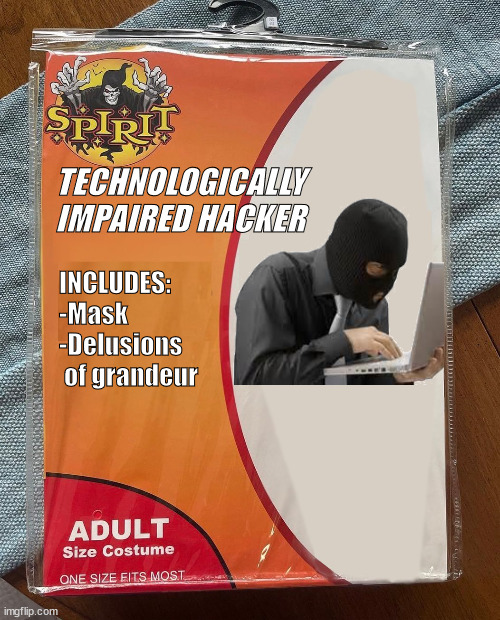 SPIRIT
TECHNOLOGICALLY
IMPAIRED HACKER
INCLUDES:
-Mask
-Delusions
of grandeur
ADULT
Size Costume
ONE SIZE FITS MOST
imgflip.com